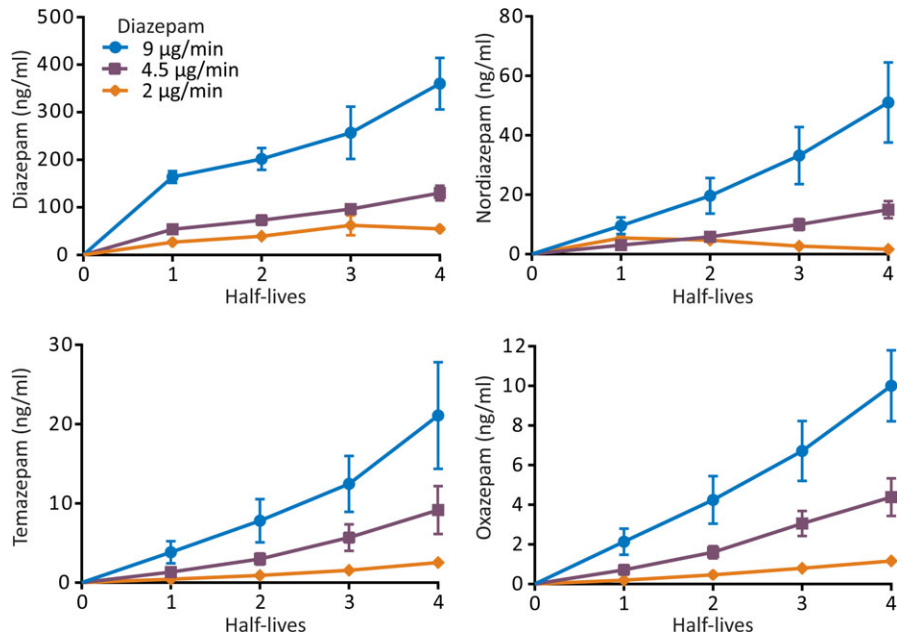 Diazepam (ng/ml)
500
400
300
200
100
0
Diazepam
9 µg/min
4.5 µg/min
2 µg/min
0 1 2 3 4
Half-lives
Nordiazepam (ng/ml)
80
60
40
20
0
0 1 2 3 4
Half-lives
Temazepam (ng/ml)
30
20
10
0
0 1 2 3 4
Half-lives
Oxazepam (ng/ml)
12
10
8
6
4
2
0
0 1 2 3 4
Half-lives